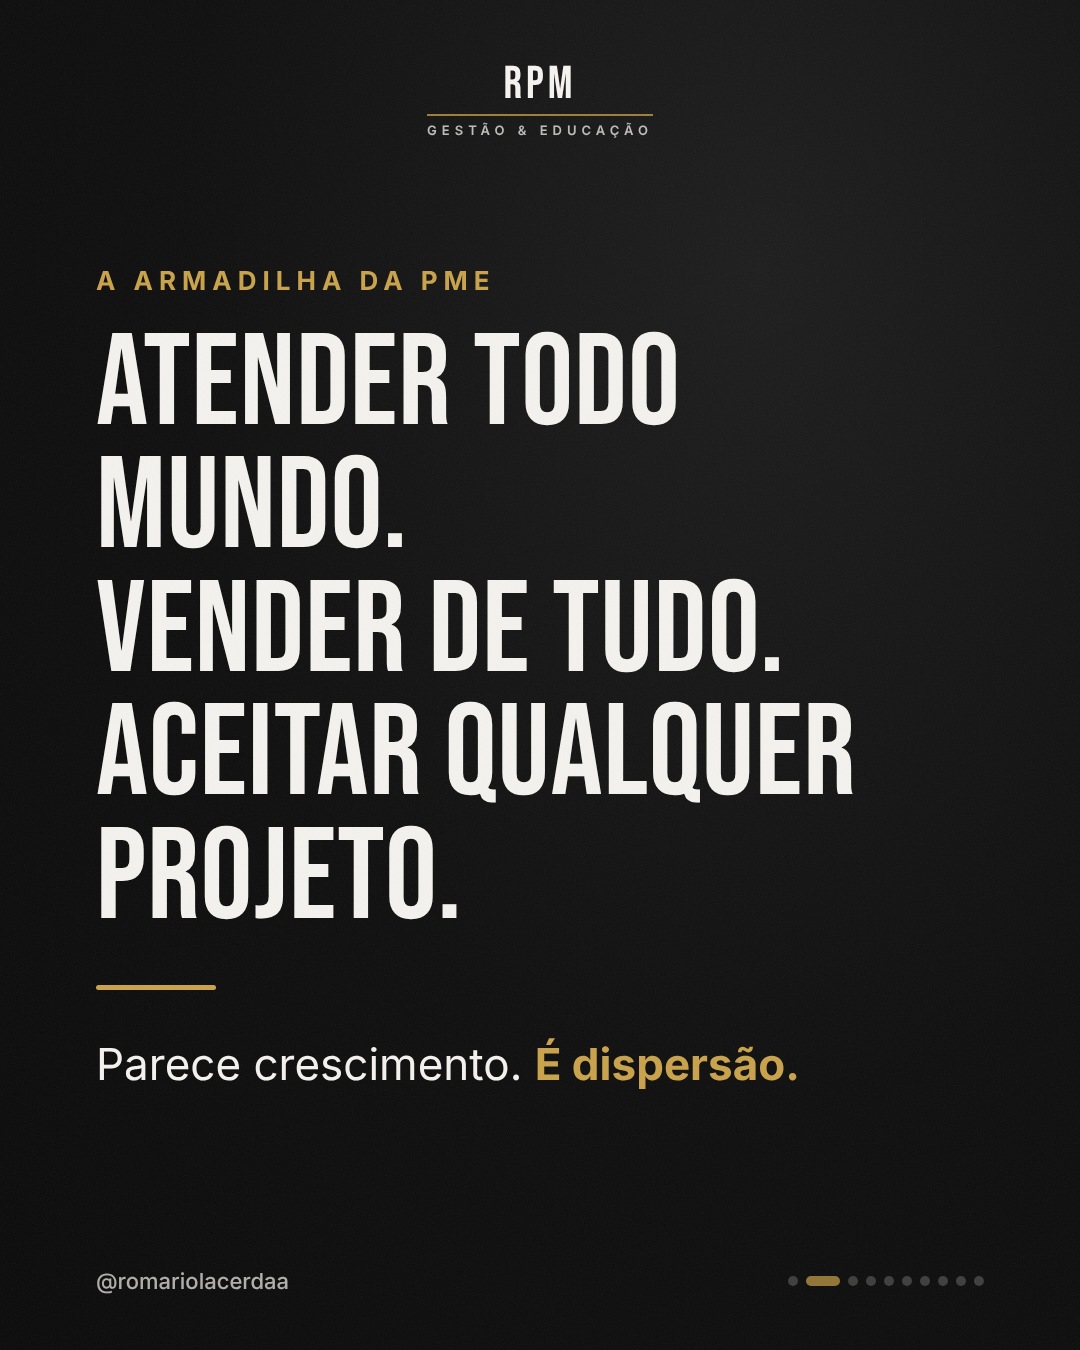 RPM
GESTÃO & EDUCAÇÃO
A ARMADILHA DA PME
ATENDER TODO
MUNDO.
VENDER DE TUDO.
ACEITAR QUALQUER
PROJETO.
Parece crescimento. É dispersão.
@romariolacerdaa